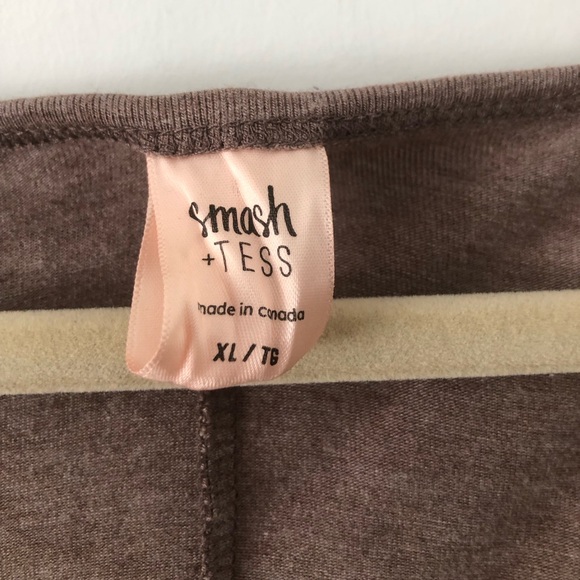 smash
+TESS
made in canada
XL / TG